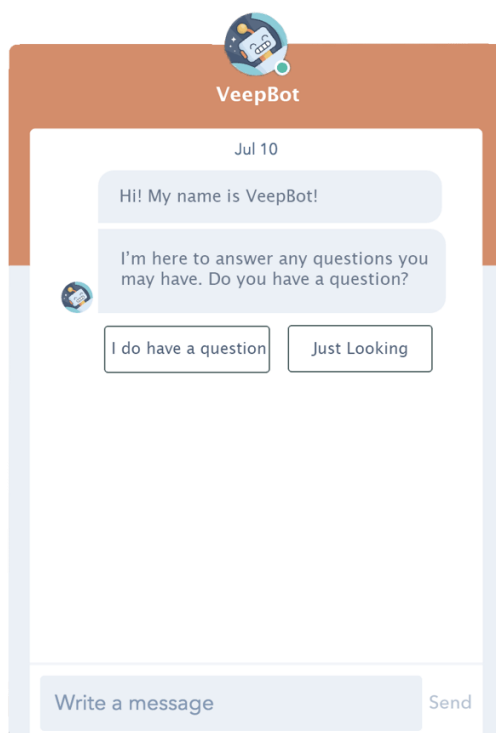 VeepBot
Jul 10
Hi! My name is VeepBot!
I’m here to answer any questions you
may have. Do you have a question?
I do have a question
Just Looking
Write a message
Send